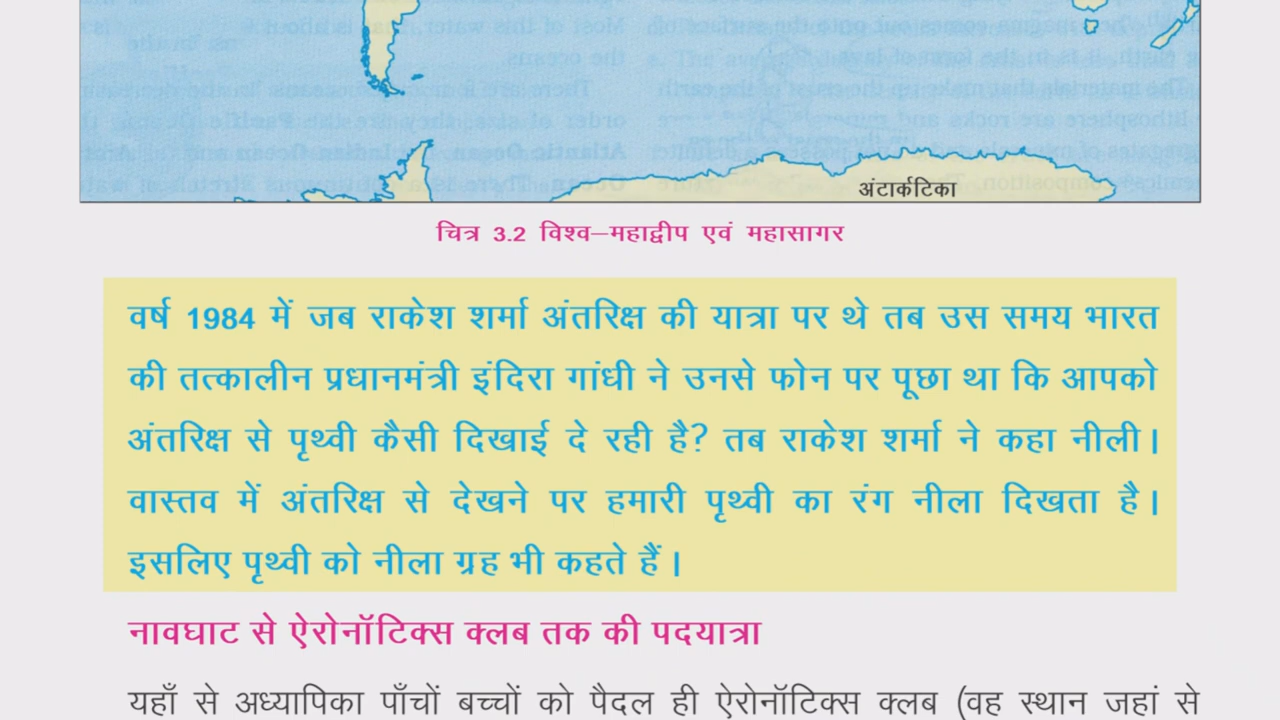 अंटार्कटिका
चित्र 3.2 विश्व–महाद्वीप एवं महासागर
वर्ष 1984 में जब राकेश शर्मा अंतरिक्ष की यात्रा पर थे तब उस समय भारत
की तत्कालीन प्रधानमंत्री इंदिरा गांधी ने उनसे फोन पर पूछा था कि आपको
अंतरिक्ष से पृथ्वी कैसी दिखाई दे रही है? तब राकेश शर्मा ने कहा नीली।
वास्तव में अंतरिक्ष से देखने पर हमारी पृथ्वी का रंग नीला दिखता है।
इसलिए पृथ्वी को नीला ग्रह भी कहते हैं।
नावघाट से ऐरोनॉटिक्स क्लब तक की पदयात्रा
यहाँ से अध्यापिका पाँचों बच्चों को पैदल ही ऐरोनॉटिक्स क्लब (वह स्थान जहां से